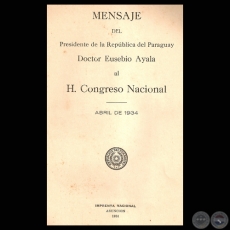 MENSAJE
DEL
Presidente de la República del Paraguay
Doctor Eusebio Ayala
al
H. Congreso Nacional
ABRIL DE 1934
IMPRENTA NACIONAL
ASUNCION
1934